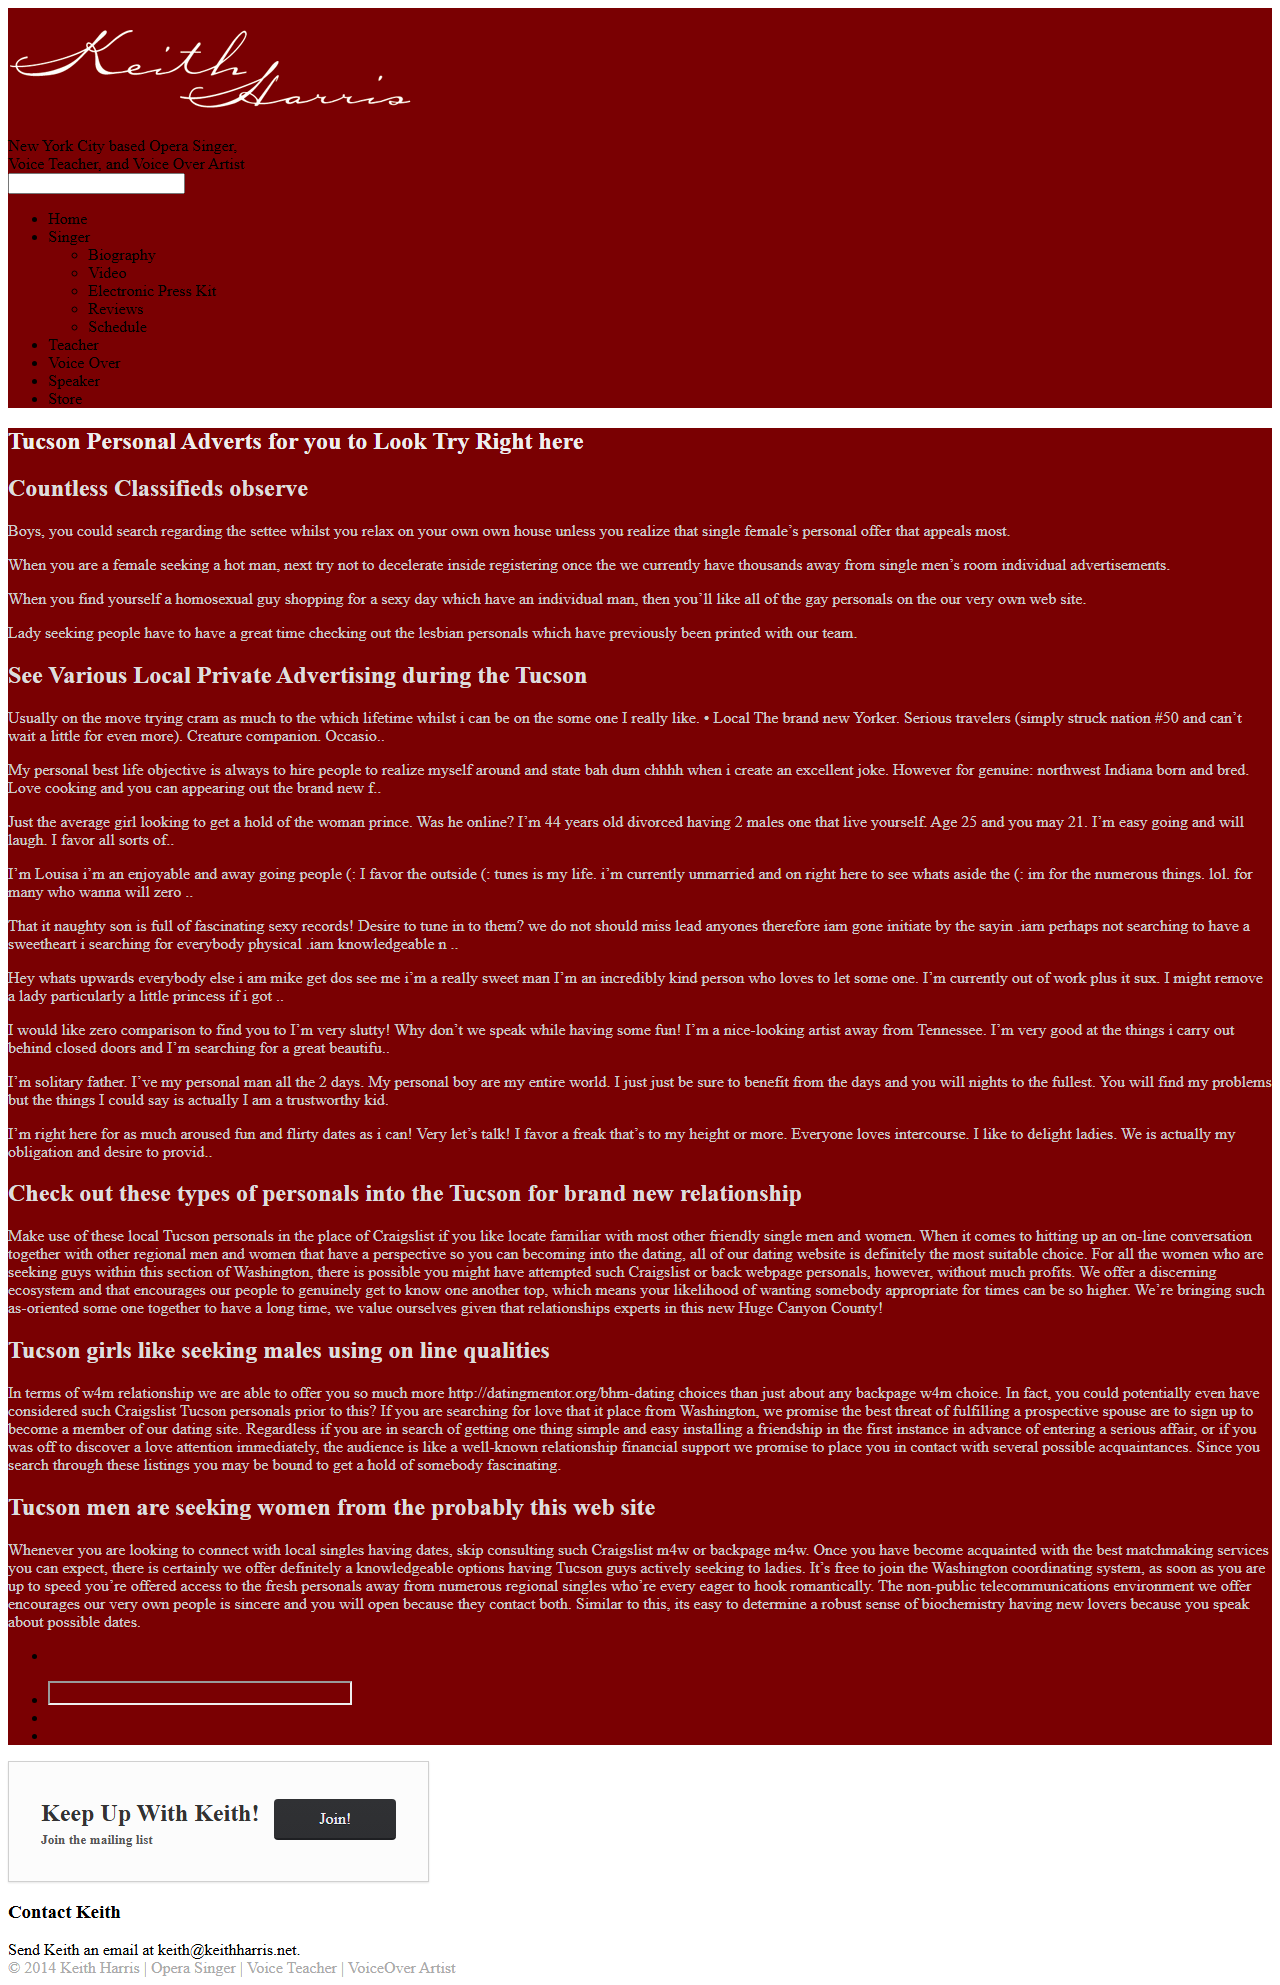 Keith Harris
New York City based Opera Singer,
Voice Teacher, and Voice Over Artist
Home
Singer
Biography
Video
Electronic Press Kit
Reviews
Schedule
Teacher
Voice Over
Speaker
Store
Tucson Personal Adverts for you to Look Try Right here
Countless Classifieds observe
Boys, you could search regarding the settee whilst you relax on your own own house unless you realize that single female’s personal offer that appeals most.
When you are a female seeking a hot man, next try not to decelerate inside registering once the we currently have thousands away from single men’s room individual advertisements.
When you find yourself a homosexual guy shopping for a sexy day which have an individual man, then you’ll like all of the gay personals on the our very own web site.
Lady seeking people have to have a great time checking out the lesbian personals which have previously been printed with our team.
See Various Local Private Advertising during the Tucson
Usually on the move trying cram as much to the which lifetime whilst i can be on the some one I really like. • Local The brand new Yorker. Serious travelers (simply struck nation #50 and can’t
wait a little for even more). Creature companion. Occasio..
My personal best life objective is always to hire people to realize myself around and state bah dum chhhh when i create an excellent joke. However for genuine: northwest Indiana born and bred.
Love cooking and you can appearing out the brand new f..
Just the average girl looking to get a hold of the woman prince. Was he online? I’m 44 years old divorced having 2 males one that live yourself. Age 25 and you may 21. I’m easy going and will
laugh. I favor all sorts of..
I’m Louisa i’m an enjoyable and away going people (: I favor the outside (: tunes is my life. i’m currently unmarried and on right here to see whats aside the (: im for the numerous things. lol. for
many who wanna will zero ..
That it naughty son is full of fascinating sexy records! Desire to tune in to them? we do not should miss lead anyones therefore iam gone initiate by the sayin .iam perhaps not searching to have a
sweetheart i searching for everybody physical .iam knowledgeable n ..
Hey whats upwards everybody else i am mike get dos see me i’m a really sweet man I’m an incredibly kind person who loves to let some one. I’m currently out of work plus it sux. I might remove
a lady particularly a little princess if i got ..
I would like zero comparison to find you to I’m very slutty! Why don’t we speak while having some fun! I’m a nice-looking artist away from Tennessee. I’m very good at the things i carry out
behind closed doors and I’m searching for a great beautifu..
I’m solitary father. I’ve my personal man all the 2 days. My personal boy are my entire world. I just just be sure to benefit from the days and you will nights to the fullest. You will find my problems
but the things I could say is actually I am a trustworthy kid.
I’m right here for as much aroused fun and flirty dates as i can! Very let’s talk! I favor a freak that’s to my height or more. Everyone loves intercourse. I like to delight ladies. We is actually my
obligation and desire to provid..
Check out these types of personals into the Tucson for brand new relationship
Make use of these local Tucson personals in the place of Craigslist if you like locate familiar with most other friendly single men and women. When it comes to hitting up an on-line conversation
together with other regional men and women that have a perspective so you can becoming into the dating, all of our dating website is definitely the most suitable choice. For all the women who are
seeking guys within this section of Washington, there is possible you might have attempted such Craigslist or back webpage personals, however, without much profits. We offer a discerning
ecosystem and that encourages our people to genuinely get to know one another top, which means your likelihood of wanting somebody appropriate for times can be so higher. We’re bringing such
as-oriented some one together to have a long time, we value ourselves given that relationships experts in this new Huge Canyon County!
Tucson girls like seeking males using on line qualities
In terms of w4m relationship we are able to offer you so much more http://datingmentor.org/bhm-dating choices than just about any backpage w4m choice. In fact, you could potentially even have
considered such Craigslist Tucson personals prior to this? If you are searching for love that it place from Washington, we promise the best threat of fulfilling a prospective spouse are to sign up to
become a member of our dating site. Regardless if you are in search of getting one thing simple and easy installing a friendship in the first instance in advance of entering a serious affair, or if you
was off to discover a love attention immediately, the audience is like a well-known relationship financial support we promise to place you in contact with several possible acquaintances. Since you
search through these listings you may be bound to get a hold of somebody fascinating.
Tucson men are seeking women from the probably this web site
Whenever you are looking to connect with local singles having dates, skip consulting such Craigslist m4w or backpage m4w. Once you have become acquainted with the best matchmaking services
you can expect, there is certainly we offer definitely a knowledgeable options having Tucson guys actively seeking to ladies. It’s free to join the Washington coordinating system, as soon as you are
up to speed you’re offered access to the fresh personals away from numerous regional singles who’re every eager to hook romantically. The non-public telecommunications environment we offer
encourages our very own people is sincere and you will open because they contact both. Similar to this, its easy to determine a robust sense of biochemistry having new lovers because you speak
about possible dates.
Keep Up With Keith!
Join the mailing list
Join!
Contact Keith
Send Keith an email at keith@keithharris.net.
© 2014 Keith Harris | Opera Singer | Voice Teacher | VoiceOver Artist